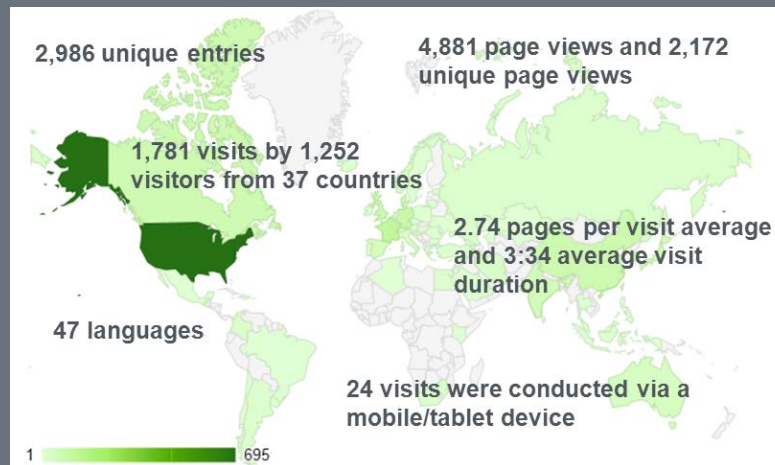 2,986 unique entries
4,881 page views and 2,172
unique page views
1,781 visits by 1,252
visitors from 37 countries
2.74 pages per visit average
and 3:34 average visit
duration
47 languages
24 visits were conducted via a
mobile/tablet device
1
695